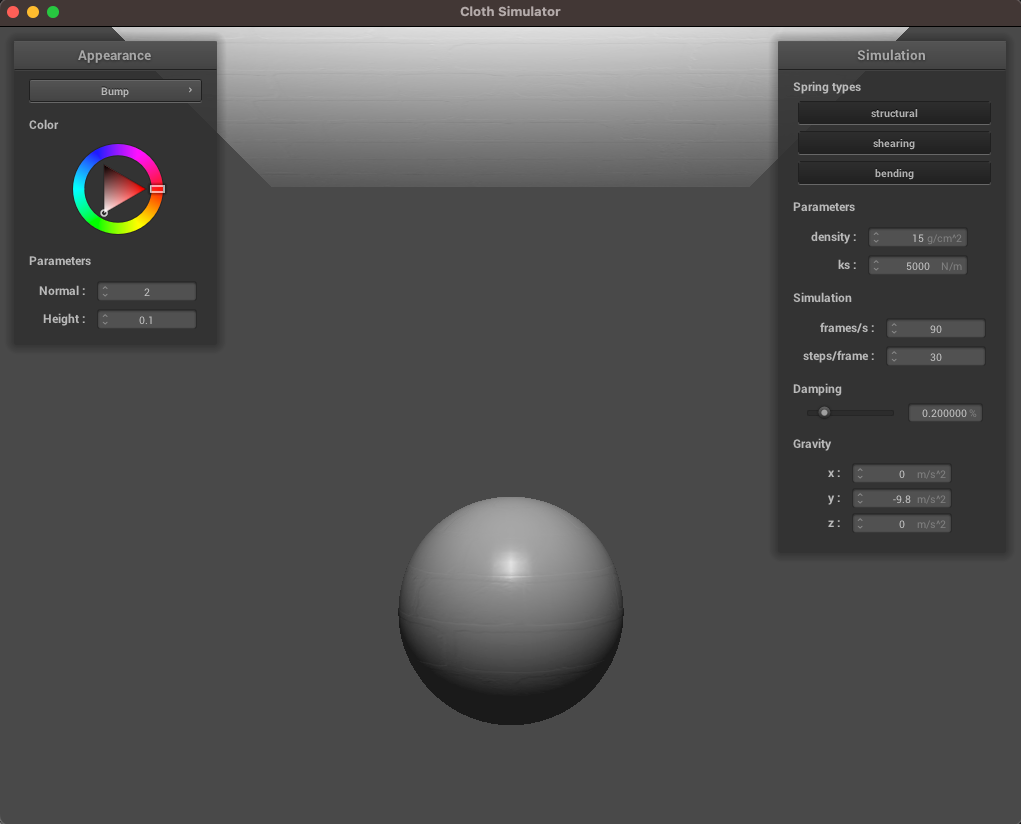 Cloth Simulator
Appearance
Bump
Color
Parameters
Normal : 2
Height : 0.1
Simulation
Spring types
structural
shearing
bending
Parameters
density : 15 g/cm^2
ks : 5000 N/m
Simulation
frames/s : 90
steps/frame : 30
Damping
0.200000 %
Gravity
x : 0 m/s^2
y : -9.8 m/s^2
z : 0 m/s^2